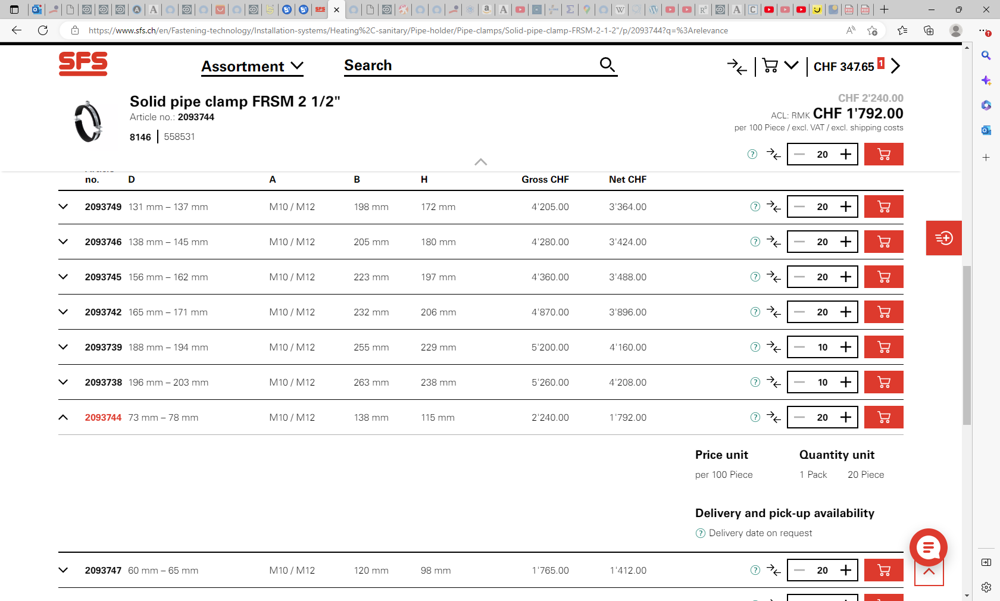 https://www.sfs.ch/en/Fastening-technology/Installation-systems/Heating%2C-sanitary/Pipe-holder/Pipe-clamps/Solid-pipe-clamp-FRSM-2-1-2"/p/2093744?q=%3Arelevance
SFS
Assortment
Search
CHF 347.65 1
Solid pipe clamp FRSM 2 1/2"
Article no.: 2093744
8146 558531
CHF 2'240.00
ACL: RMK CHF 1'792.00
per 100 Piece / excl. VAT / excl. shipping costs
20
no. D A B H Gross CHF Net CHF
2093749 131 mm – 137 mm M10 / M12 198 mm 172 mm 4'205.00 3'364.00 20
2093746 138 mm – 145 mm M10 / M12 205 mm 180 mm 4'280.00 3'424.00 20
2093745 156 mm – 162 mm M10 / M12 223 mm 197 mm 4'360.00 3'488.00 20
2093742 165 mm – 171 mm M10 / M12 232 mm 206 mm 4'870.00 3'896.00 20
2093739 188 mm – 194 mm M10 / M12 255 mm 229 mm 5'200.00 4'160.00 10
2093738 196 mm – 203 mm M10 / M12 263 mm 238 mm 5'260.00 4'208.00 10
2093744 73 mm – 78 mm M10 / M12 138 mm 115 mm 2'240.00 1'792.00 20
Price unit Quantity unit
per 100 Piece 1 Pack 20 Piece
Delivery and pick-up availability
Delivery date on request
2093747 60 mm – 65 mm M10 / M12 120 mm 98 mm 1'765.00 1'412.00 20